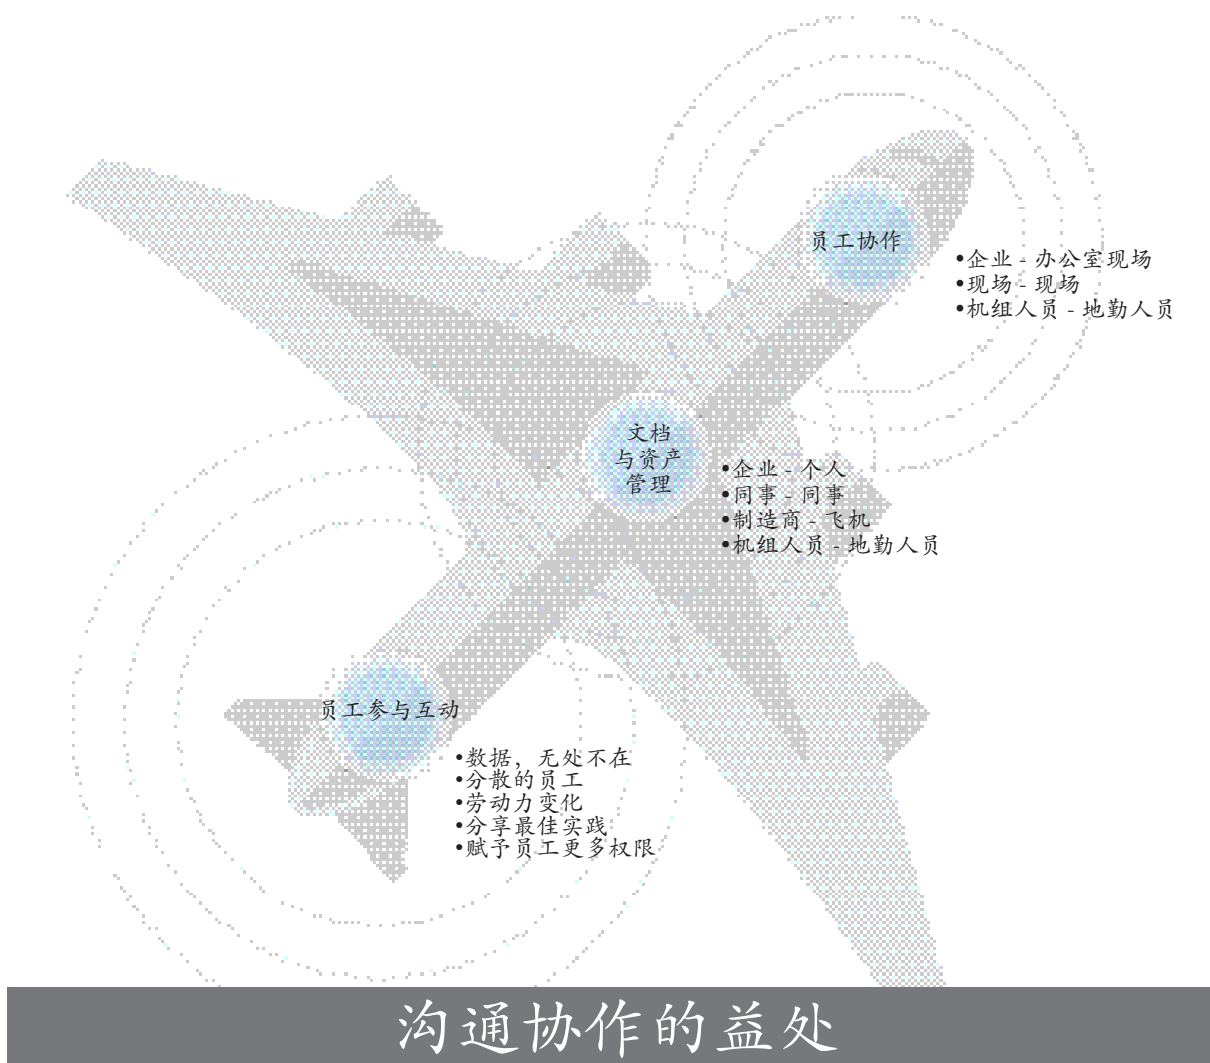 员工协作
•企业 - 办公室现场
•现场 - 现场
•机组人员 - 地勤人员
文档
与资产
管理
•企业 - 个人
•同事 - 同事
•制造商 - 飞机
•机组人员 - 地勤人员
员工参与互动
•数据，无处不在
•分散的员工
•劳动力变化
•分享最佳实践
•赋予员工更多权限
沟通协作的益处